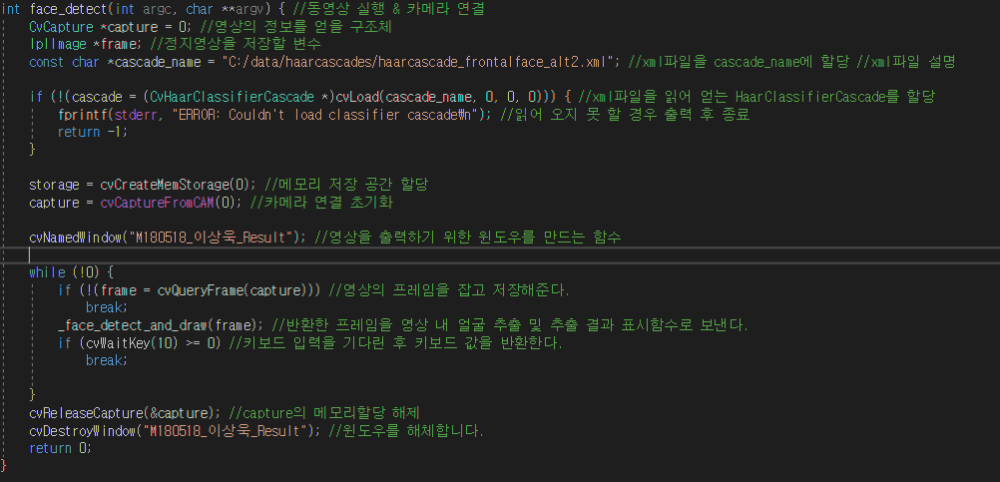 int face_detect(int argc, char **argv) { //동영상 실행 & 카메라 연결
CvCapture *capture = 0; //영상의 정보를 얻을 구조체
IplImage *frame; //정지영상을 저장할 변수
const char *cascade_name = "C:/data/haarcascades/haarcascade_frontalface_alt2.xml"; //xml파일을 cascade_name에 할당 //xml파일 설명
if (!(cascade = (CvHaarClassifierCascade *)cvLoad(cascade_name, 0, 0, 0))) { //xml파일을 읽어 얻는 HaarClassifierCascade를 할당
fprintf(stderr, "ERROR: Couldn't load classifier cascade₩n"); //읽어 오지 못 할 경우 출력 후 종료
return -1;
}
storage = cvCreateMemStorage(0); //메모리 저장 공간 할당
capture = cvCaptureFromCAM(0); //카메라 연결 초기화
cvNamedWindow("M180518_이상욱_Result"); //영상을 출력하기 위한 윈도우를 만드는 함수
while (!0) {
if (!(frame = cvQueryFrame(capture))) //영상의 프레임을 잡고 저장해준다.
break;
_face_detect_and_draw(frame); //반환한 프레임을 영상 내 얼굴 추출 및 추출 결과 표시함수로 보낸다.
if (cvWaitKey(10) >= 0) //키보드 입력을 기다린 후 키보드 값을 반환한다.
break;
}
cvReleaseCapture(&capture); //capture의 메모리할당 해제
cvDestroyWindow("M180518_이상욱_Result"); //윈도우를 해체합니다.
return 0;
}